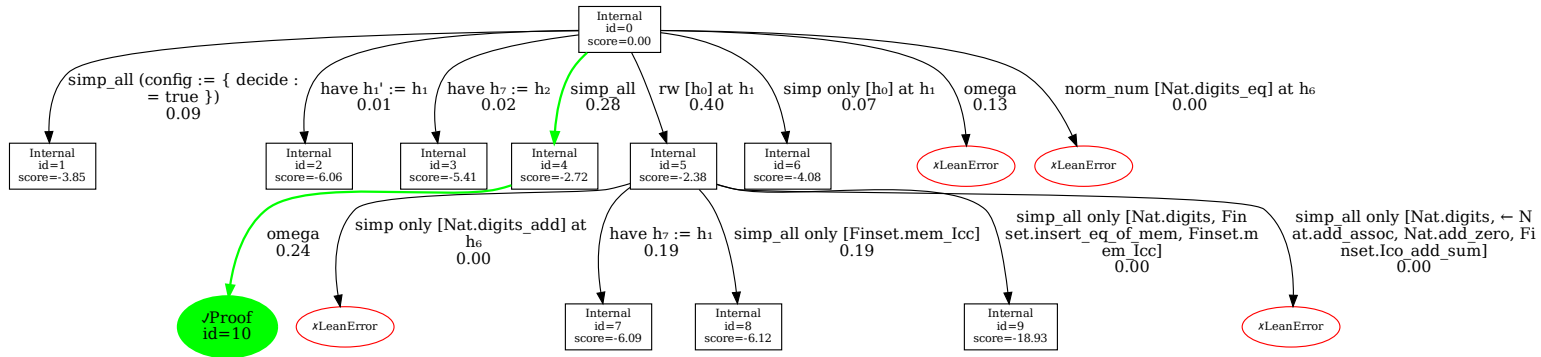 Internal
id=0
score=0.00
simp_all (config := { decide :
= true })
0.09
have h₁' := h₁
0.01
have h₇ := h₂
0.02
simp_all
0.28
rw [h₀] at h₁
0.40
simp only [h₀] at h₁
0.07
omega
0.13
norm_num [Nat.digits_eq] at h₆
0.00
Internal
id=1
score=-3.85
Internal
id=2
score=-6.06
Internal
id=3
score=-5.41
Internal
id=4
score=-2.72
Internal
id=5
score=-2.38
Internal
id=6
score=-4.08
✗LeanError
✗LeanError
omega
0.24
simp only [Nat.digits_add] at
h₆
0.00
have h₇ := h₁
0.19
simp_all only [Finset.mem_Icc]
0.19
simp_all only [Nat.digits, Fin
set.insert_eq_of_mem, Finset.m
em_Icc]
0.00
simp_all only [Nat.digits, ← N
at.add_assoc, Nat.add_zero, Fi
nset.Ico_add_sum]
0.00
✓Proof
id=10
✗LeanError
Internal
id=7
score=-6.09
Internal
id=8
score=-6.12
Internal
id=9
score=-18.93
✗LeanError